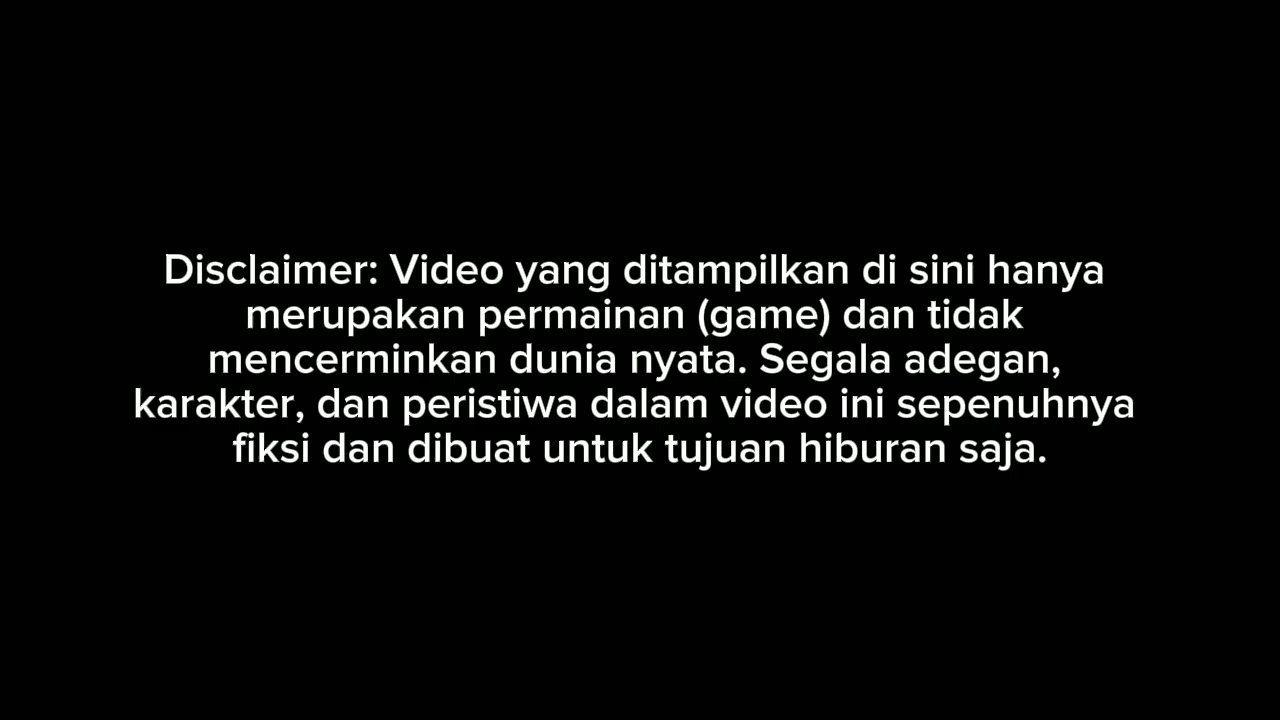 Disclaimer: Video yang ditampilkan di sini hanya
merupakan permainan (game) dan tidak
mencerminkan dunia nyata. Segala adegan,
karakter, dan peristiwa dalam video ini sepenuhnya
fiksi dan dibuat untuk tujuan hiburan saja.